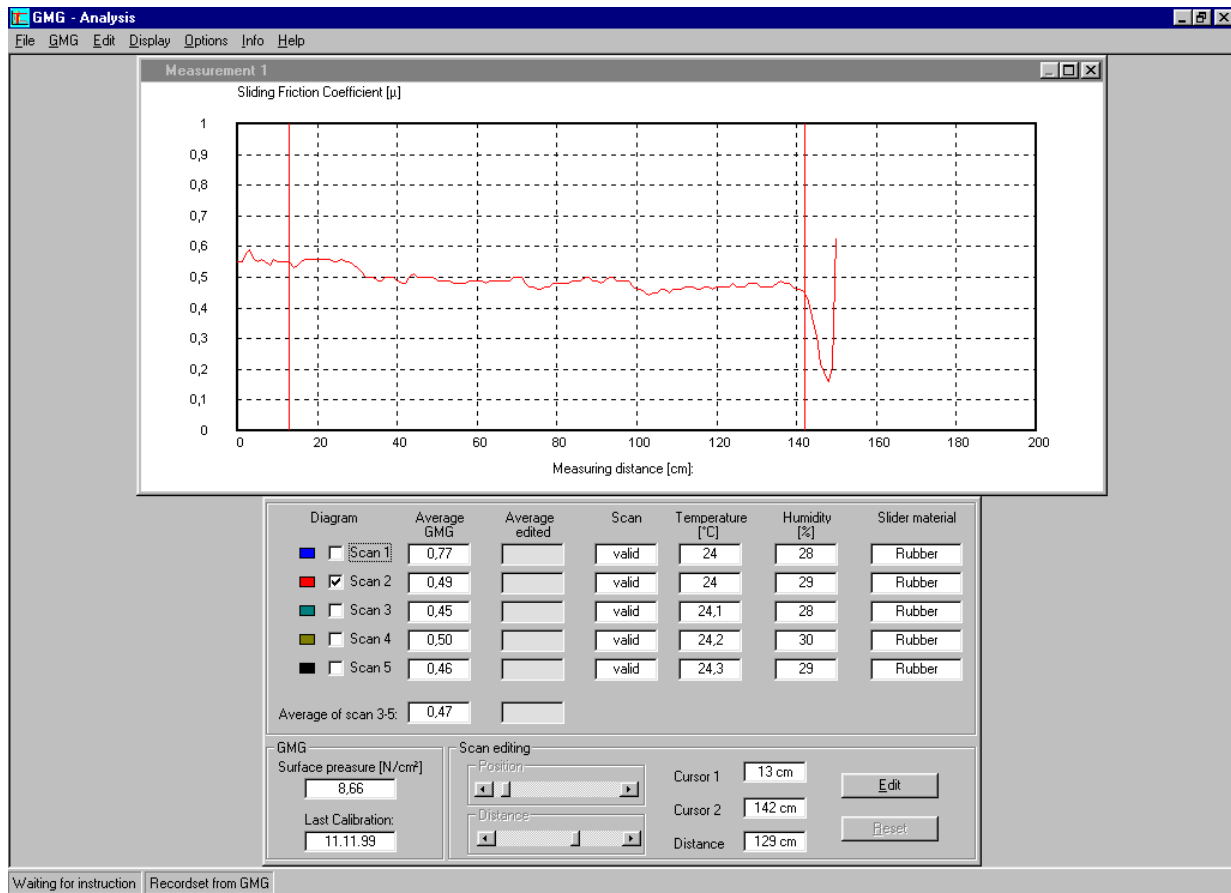 GMG - Analysis
File GMG Edit Display Options Info Help
Measurement 1
Sliding Friction Coefficient [µ]
1
0,9
0,8
0,7
0,6
0,5
0,4
0,3
0,2
0,1
0
0 20 40 60 80 100 120 140 160 180 200
Measuring distance [cm]:
Diagram Average GMG Average edited Scan Temperature [°C] Humidity [%] Slider material
Scan 1 0,77 valid 24 28 Rubber
Scan 2 0,49 valid 24 29 Rubber
Scan 3 0,45 valid 24,1 28 Rubber
Scan 4 0,50 valid 24,2 30 Rubber
Scan 5 0,46 valid 24,3 29 Rubber
Average of scan 3-5: 0,47
GMG
Surface preasure [N/cm²]
8,66
Last Calibration:
11.11.99
Scan editing
Position
Distance
Cursor 1 13 cm
Cursor 2 142 cm
Distance 129 cm
Edit
Reset
Waiting for instruction Recordset from GMG